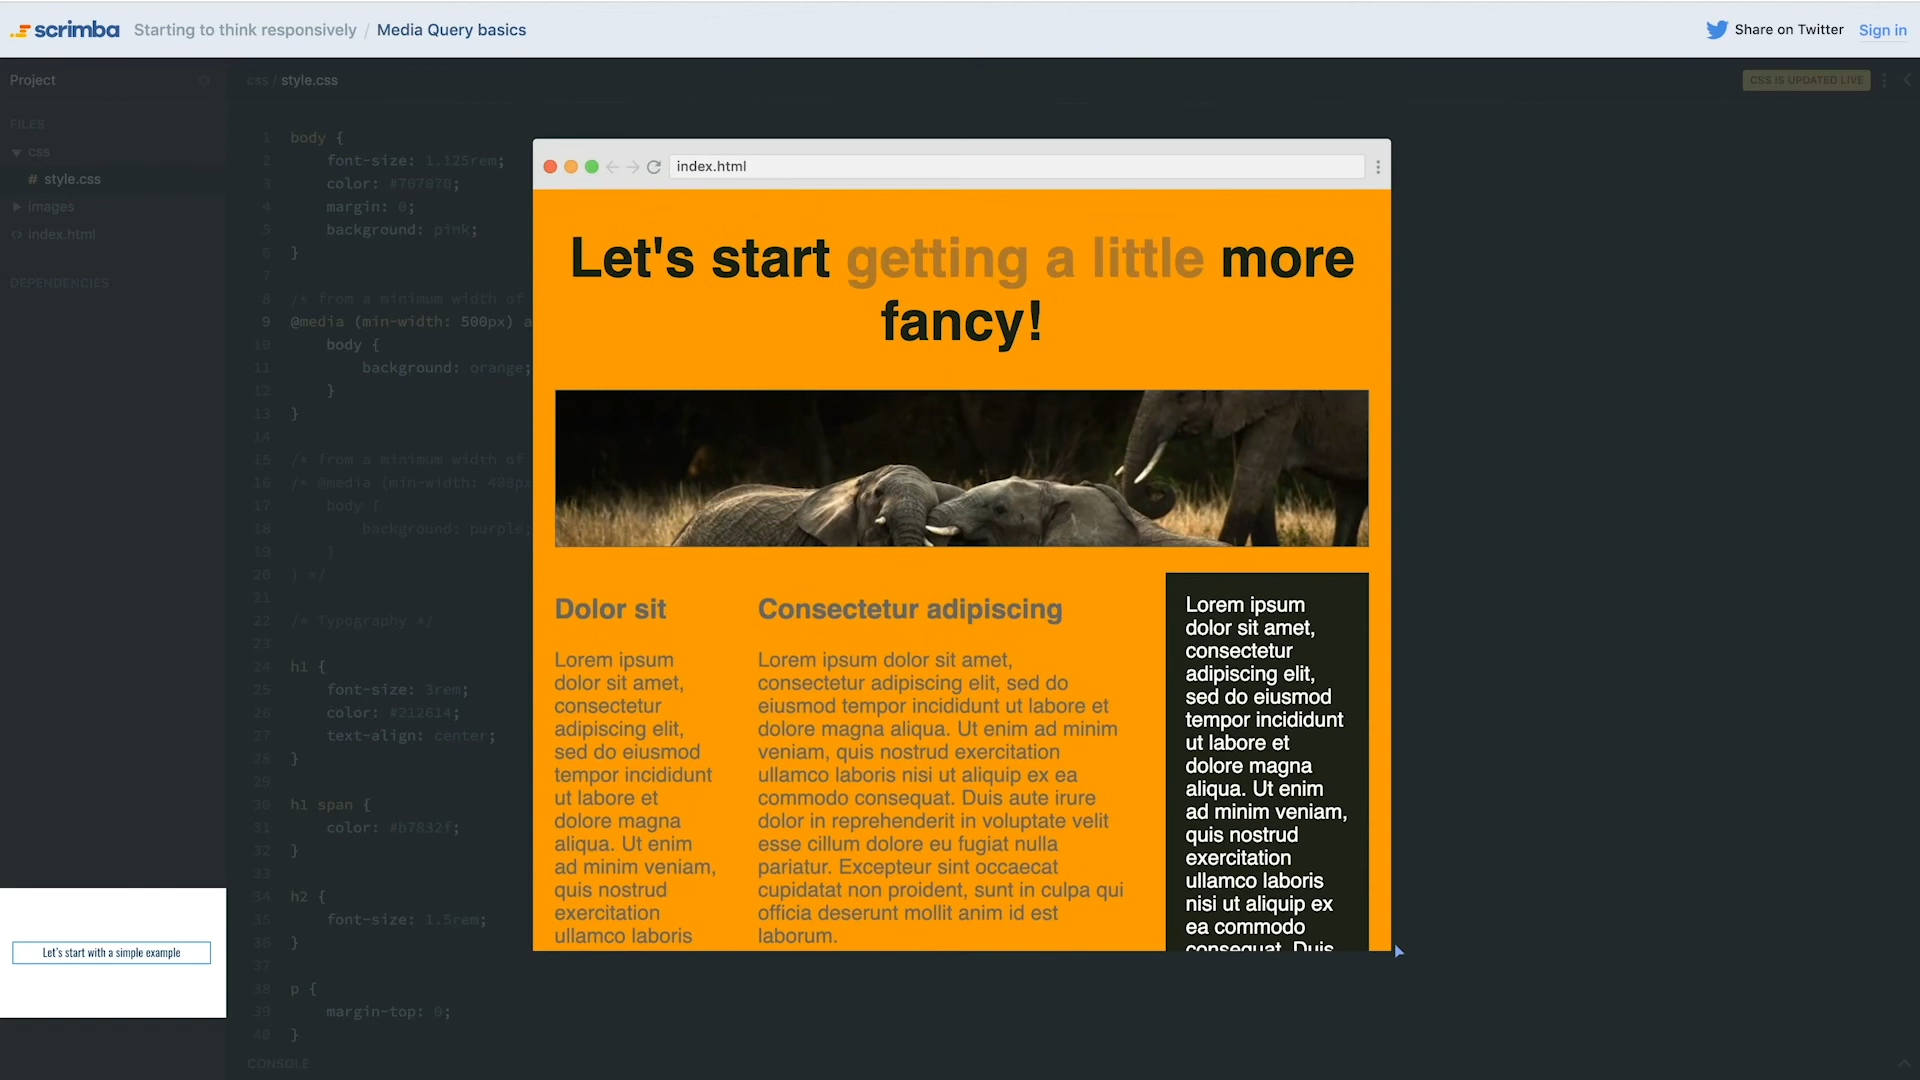 scrimba Starting to think responsively / Media Query basics
Share on Twitter Sign in
Project
css / style.css
CSS IS UPDATED LIVE
FILES
css
# style.css
images
<> index.html
DEPENDENCIES
1 body {
2 font-size: 1.125rem;
3 color: #707070;
4 margin: 0;
5 background: pink;
6 }
7
8 /* from a minimum width of
9 @media (min-width: 500px) a
10 body {
11 background: orange;
12 }
13 }
14
15 /* from a minimum width of
16 /* @media (min-width: 480px
17 body {
18 background: purple;
19 }
20 } */
21
22 /* Typography */
23
24 h1 {
25 font-size: 3rem;
26 color: #212614;
27 text-align: center;
28 }
29
30 h1 span {
31 color: #b7832f;
32 }
33
34 h2 {
35 font-size: 1.5rem;
36 }
37
38 p {
39 margin-top: 0;
40 }
CONSOLE
index.html
Let's start getting a little more
fancy!
Dolor sit
Lorem ipsum
dolor sit amet,
consectetur
adipiscing elit,
sed do eiusmod
tempor incididunt
ut labore et
dolore magna
aliqua. Ut enim
ad minim veniam,
quis nostrud
exercitation
ullamco laboris
Consectetur adipiscing
Lorem ipsum dolor sit amet,
consectetur adipiscing elit, sed do
eiusmod tempor incididunt ut labore et
dolore magna aliqua. Ut enim ad minim
veniam, quis nostrud exercitation
ullamco laboris nisi ut aliquip ex ea
commodo consequat. Duis aute irure
dolor in reprehenderit in voluptate velit
esse cillum dolore eu fugiat nulla
pariatur. Excepteur sint occaecat
cupidatat non proident, sunt in culpa qui
officia deserunt mollit anim id est
laborum.
Lorem ipsum
dolor sit amet,
consectetur
adipiscing elit,
sed do eiusmod
tempor incididunt
ut labore et
dolore magna
aliqua. Ut enim
ad minim veniam,
quis nostrud
exercitation
ullamco laboris
nisi ut aliquip ex
ea commodo
consequat. Duis
Let's start with a simple example